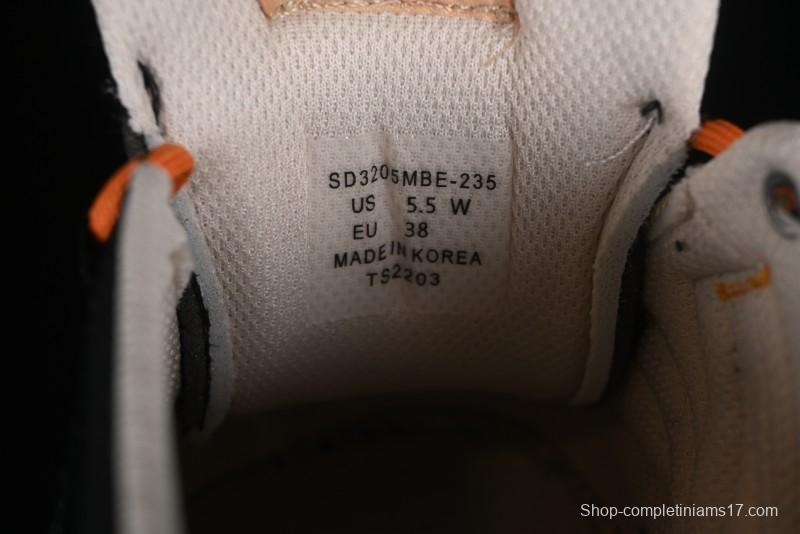 SD3205MBE-235
US 5.5 W
EU 38
MADE IN KOREA
TS2203
Shop-completiniams17.com